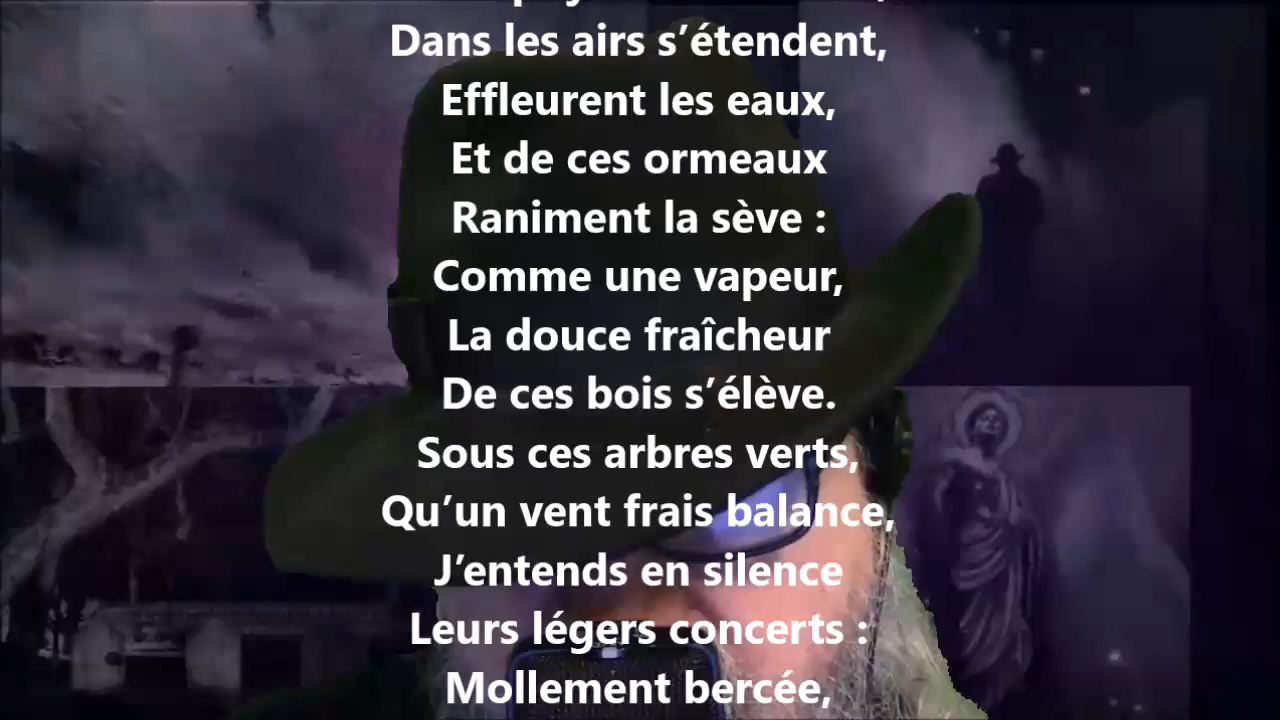 Dans les airs s’étendent,
Effleurent les eaux,
Et de ces ormeaux
Raniment la sève :
Comme une vapeur,
La douce fraîcheur
De ces bois s’élève.
Sous ces arbres verts,
Qu’un vent frais balance,
J’entends en silence
Leurs légers concerts :
Mollement bercée,